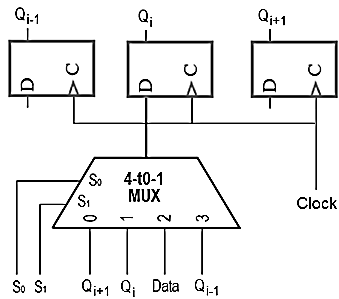 Qi-1 Qi Qi+1
D C D C D C
S0 4-to-1
S1 MUX
0 1 2 3
Clock
S0 S1 Qi+1 Qi Data Qi-1